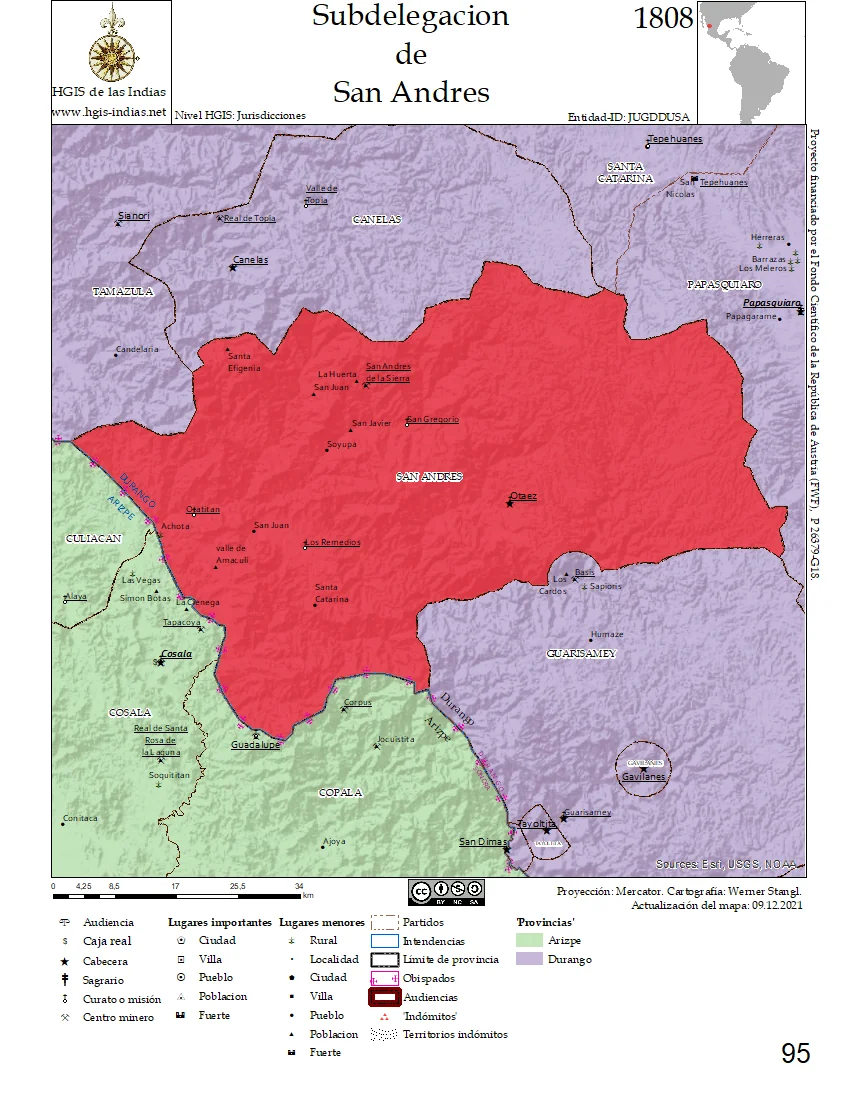 Subdelegacion
de
San Andres
1808
HGIS de las Indias
www.hgis-indias.net
Nivel HGIS: Jurisdicciones
Entidad-ID: JUGDDUSA
Tepehuanes
SANTA
CATARINA
San
Nicolas
Tepehuanes
Valle de
Topia
Sianori
Real de Topia
CANELAS
Herreras
Barrazas
Los Meleros
Canelas
TAMAZULA
PAPASQUIARO
Papasquiaro
Papagarame
Candelaria
Santa
Efigenia
La Huerta
San Andres
de la Sierra
San Juan
San Javier
San Gregorio
Soyupa
SAN ANDRES
DURANGO
ARIZPE
Otaez
Otatitan
Achota
San Juan
CULIACAN
Los Remedios
valle de
Amaculi
Las Vegas
Basis
Los
Cardos
Sapioris
Alaya
Simon Botas
La Cienega
Santa
Catarina
Tapacoya
Humaze
Cosala
GUARISAMEY
COSALA
Corpus
Durango
Arizpe
Real de Santa
Rosa de
la Laguna
Guadalupe
Jocuistita
GAVILANES
Gavilanes
Soquititan
COPALA
Conitaca
Guarisamey
Tayoltita
Ajoya
San Dimas
Sources: Esri, USGS, NOAA
Proyecto financiado por el Fondo Científico de la República de Austria (FWF), P 26379-G18.
0 4,25 8,5 17 25,5 34
km
CC BY NC SA
Proyección: Mercator. Cartografía: Werner Stangl.
Actualización del mapa: 09.12.2021
Audiencia
Caja real
Cabecera
Sagrario
Curato o misión
Centro minero
Lugares importantes
Ciudad
Villa
Pueblo
Poblacion
Fuerte
Lugares menores
Rural
Localidad
Ciudad
Villa
Pueblo
Poblacion
Fuerte
Partidos
Intendencias
Límite de provincia
Obispados
Audiencias
'Indómitos'
Territorios indómitos
'Provincias'
Arizpe
Durango
95